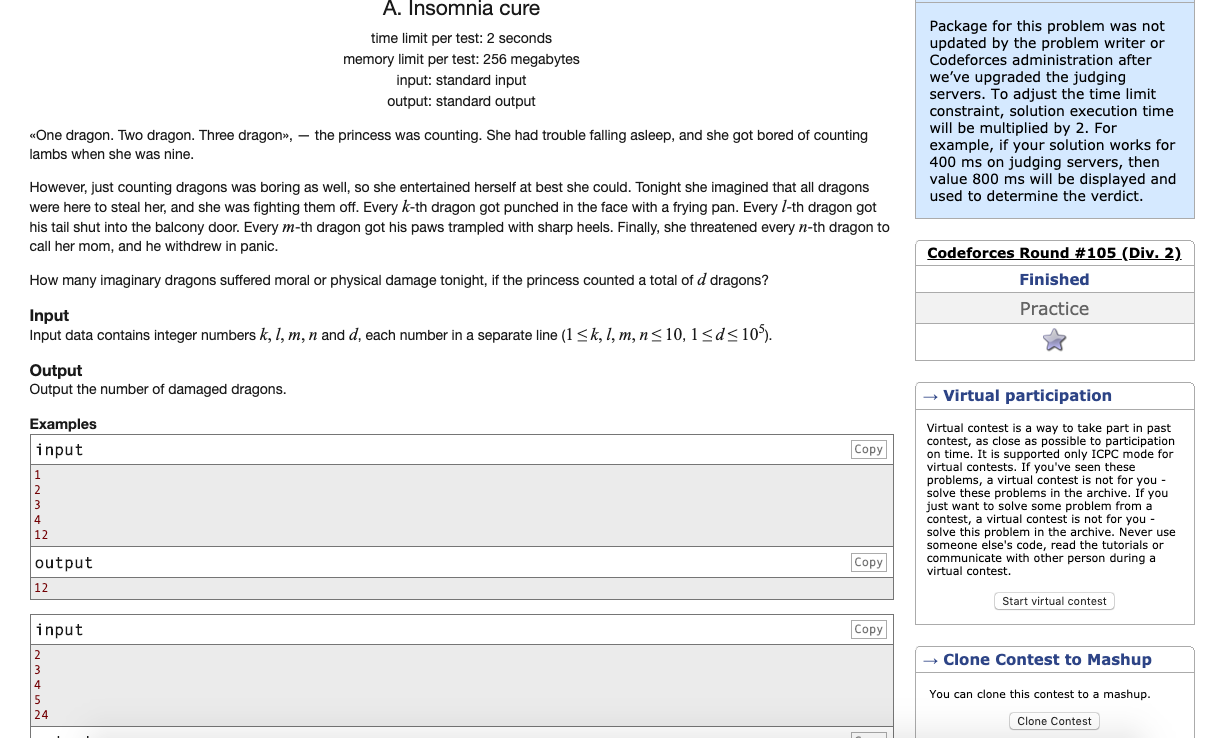 A. Insomnia cure
time limit per test: 2 seconds
memory limit per test: 256 megabytes
input: standard input
output: standard output
«One dragon. Two dragon. Three dragon», — the princess was counting. She had trouble falling asleep, and she got bored of counting
lambs when she was nine.
However, just counting dragons was boring as well, so she entertained herself at best she could. Tonight she imagined that all dragons
were here to steal her, and she was fighting them off. Every k-th dragon got punched in the face with a frying pan. Every l-th dragon got
his tail shut into the balcony door. Every m-th dragon got his paws trampled with sharp heels. Finally, she threatened every n-th dragon to
call her mom, and he withdrew in panic.
How many imaginary dragons suffered moral or physical damage tonight, if the princess counted a total of d dragons?
Input
Input data contains integer numbers k, l, m, n and d, each number in a separate line (1 ≤ k, l, m, n ≤ 10, 1 ≤ d ≤ 10⁵).
Output
Output the number of damaged dragons.
Examples
input
Copy
1
2
3
4
12
output
Copy
12
input
Copy
2
3
4
5
24
Package for this problem was not
updated by the problem writer or
Codeforces administration after
we've upgraded the judging
servers. To adjust the time limit
constraint, solution execution time
will be multiplied by 2. For
example, if your solution works for
400 ms on judging servers, then
value 800 ms will be displayed and
used to determine the verdict.
Codeforces Round #105 (Div. 2)
Finished
Practice
→ Virtual participation
Virtual contest is a way to take part in past
contest, as close as possible to participation
on time. It is supported only ICPC mode for
virtual contests. If you've seen these
problems, a virtual contest is not for you -
solve these problems in the archive. If you
just want to solve some problem from a
contest, a virtual contest is not for you -
solve this problem in the archive. Never use
someone else's code, read the tutorials or
communicate with other person during a
virtual contest.
Start virtual contest
→ Clone Contest to Mashup
You can clone this contest to a mashup.
Clone Contest